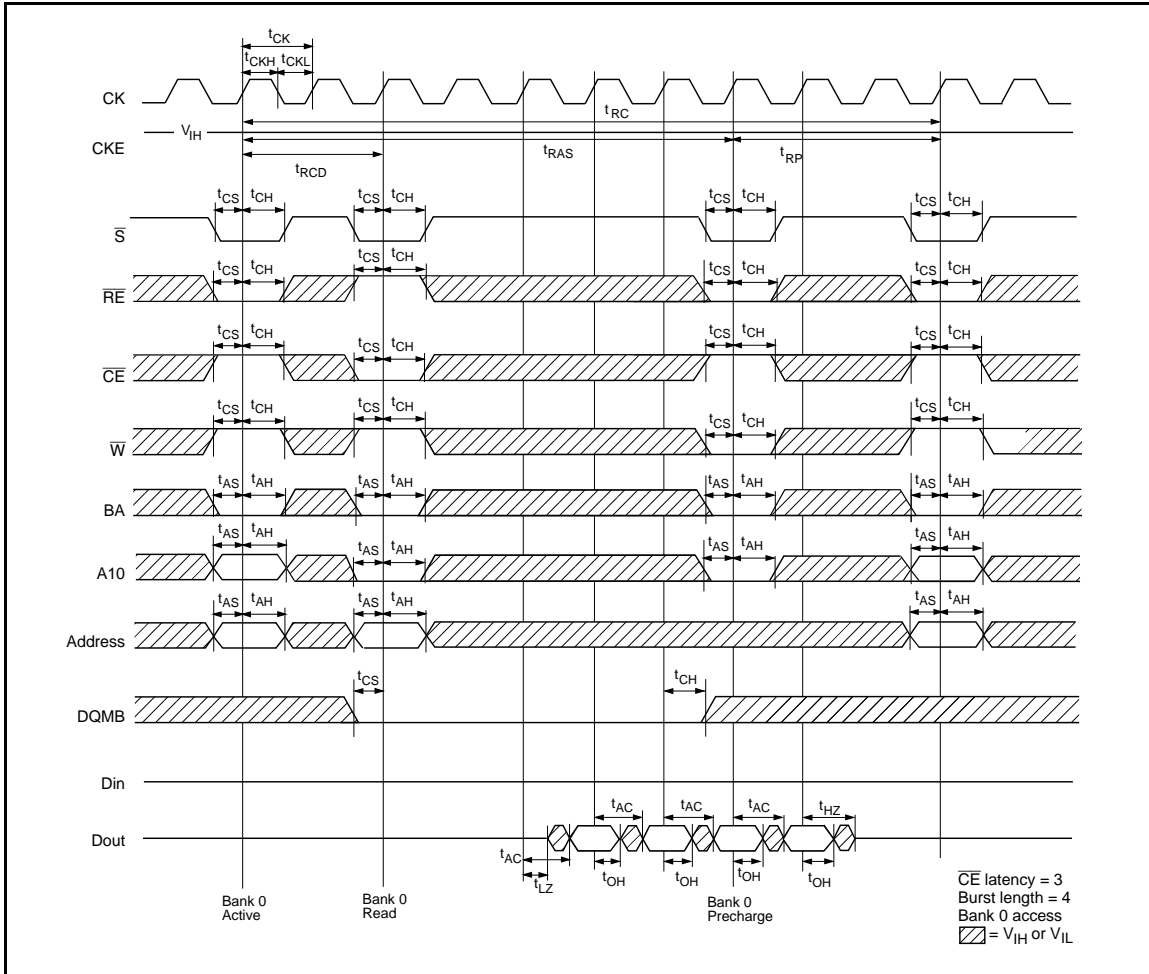 tCK
tCKH tCKL
CK
tRC
VIH
CKE
tRAS tRP
tRCD
tCS tCH tCS tCH tCS tCH tCS tCH
S
tCS tCH tCS tCH tCS tCH tCS tCH
RE
tCS tCH tCS tCH tCS tCH tCS tCH
CE
tCS tCH tCS tCH tCS tCH tCS tCH
W
tAS tAH tAS tAH tAS tAH tAS tAH
BA
tAS tAH tAS tAH tAS tAH tAS tAH
A10
tAS tAH tAS tAH tAS tAH
Address
tCS tCH
DQMB
Din
tAC tAC tAC tHZ
Dout
tAC
tLZ tOH tOH tOH tOH
Bank 0
Active
Bank 0
Read
Bank 0
Precharge
CE latency = 3
Burst length = 4
Bank 0 access
= VIH or VIL